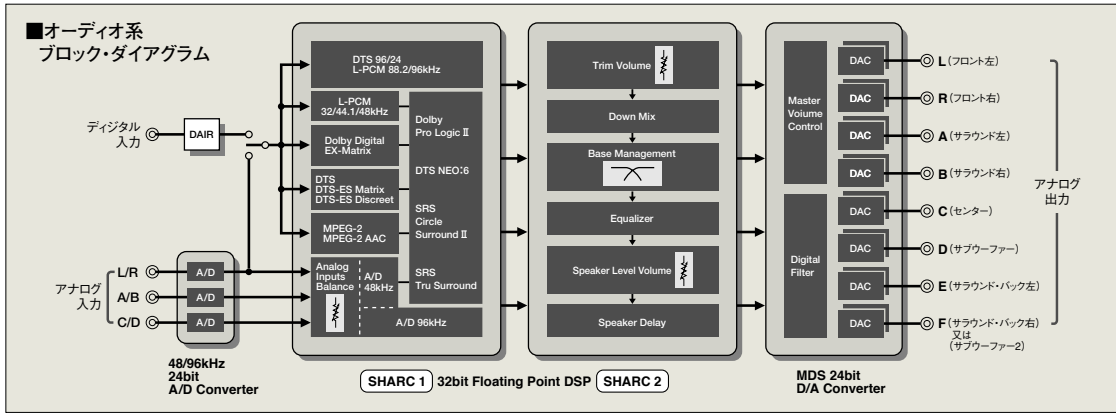 ■オーディオ系
ブロック・ダイアグラム
ディジタル
入力
DAIR
アナログ
入力
L/R
A/B
C/D
A/D
A/D
A/D
48/96kHz
24bit
A/D Converter
DTS 96/24
L-PCM 88.2/96kHz
L-PCM
32/44.1/48kHz
Dolby Digital
EX-Matrix
DTS
DTS-ES Matrix
DTS-ES Discreet
MPEG-2
MPEG-2 AAC
Analog
Inputs
Balance
A/D
48kHz
A/D 96kHz
Dolby
Pro Logic II
DTS NEO:6
SRS
Circle
Surround II
SRS
Tru Surround
SHARC 1 32bit Floating Point DSP SHARC 2
Trim Volume
Down Mix
Base Management
Equalizer
Speaker Level Volume
Speaker Delay
Master
Volume
Control
Digital
Filter
DAC
DAC
DAC
DAC
DAC
DAC
DAC
DAC
MDS 24bit
D/A Converter
L(フロント左)
R(フロント右)
A(サラウンド左)
B(サラウンド右)
C(センター)
D(サブウーファー)
E(サラウンド・バック左)
F(サラウンド・バック右)
又は
(サブウーファー2)
アナログ
出力